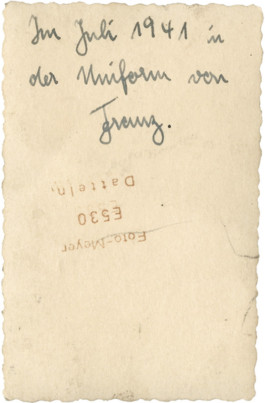 Im Juli 1941 in
der Uniform von
Franz.
Foto-Meyer
E530
Datteln.